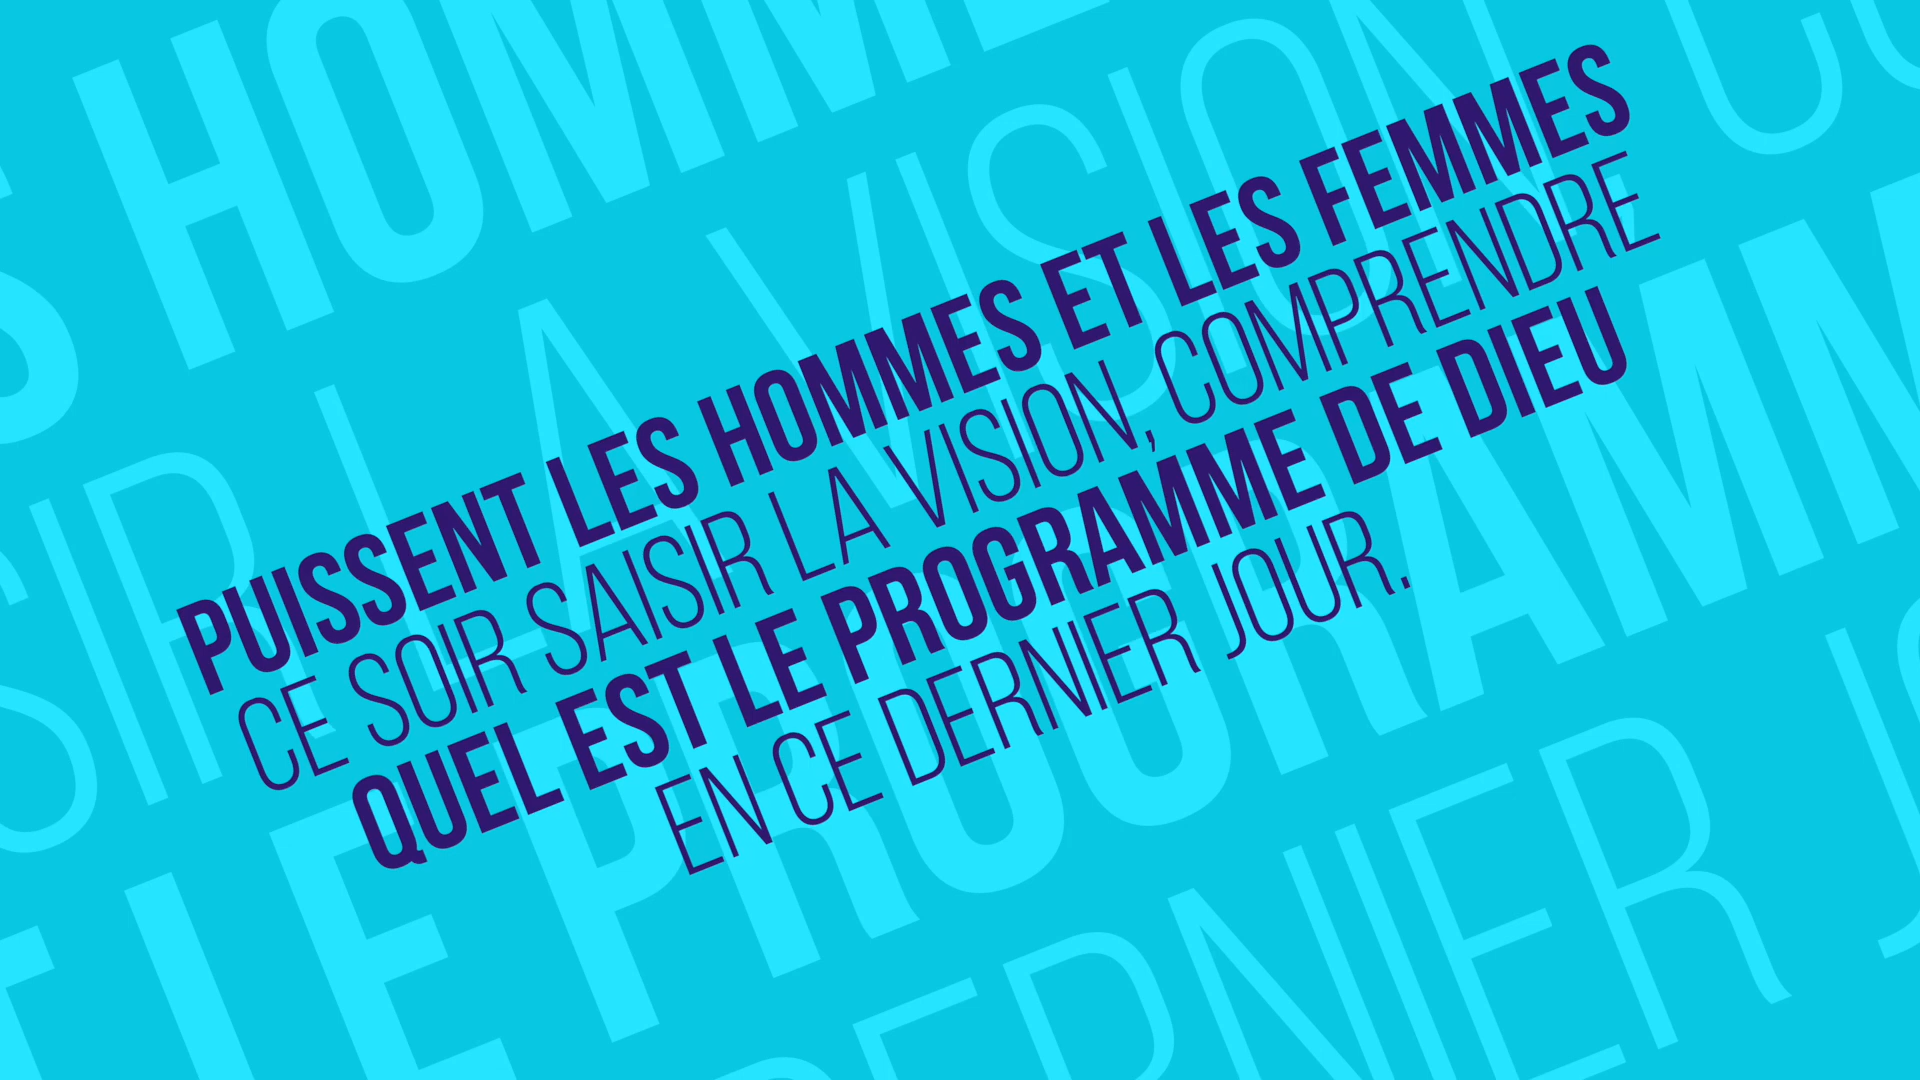 PUISSENT LES HOMMES ET LES FEMMES
CE SOIR SAISIR LA VISION, COMPRENDRE
QUEL EST LE PROGRAMME DE DIEU
EN CE DERNIER JOUR.